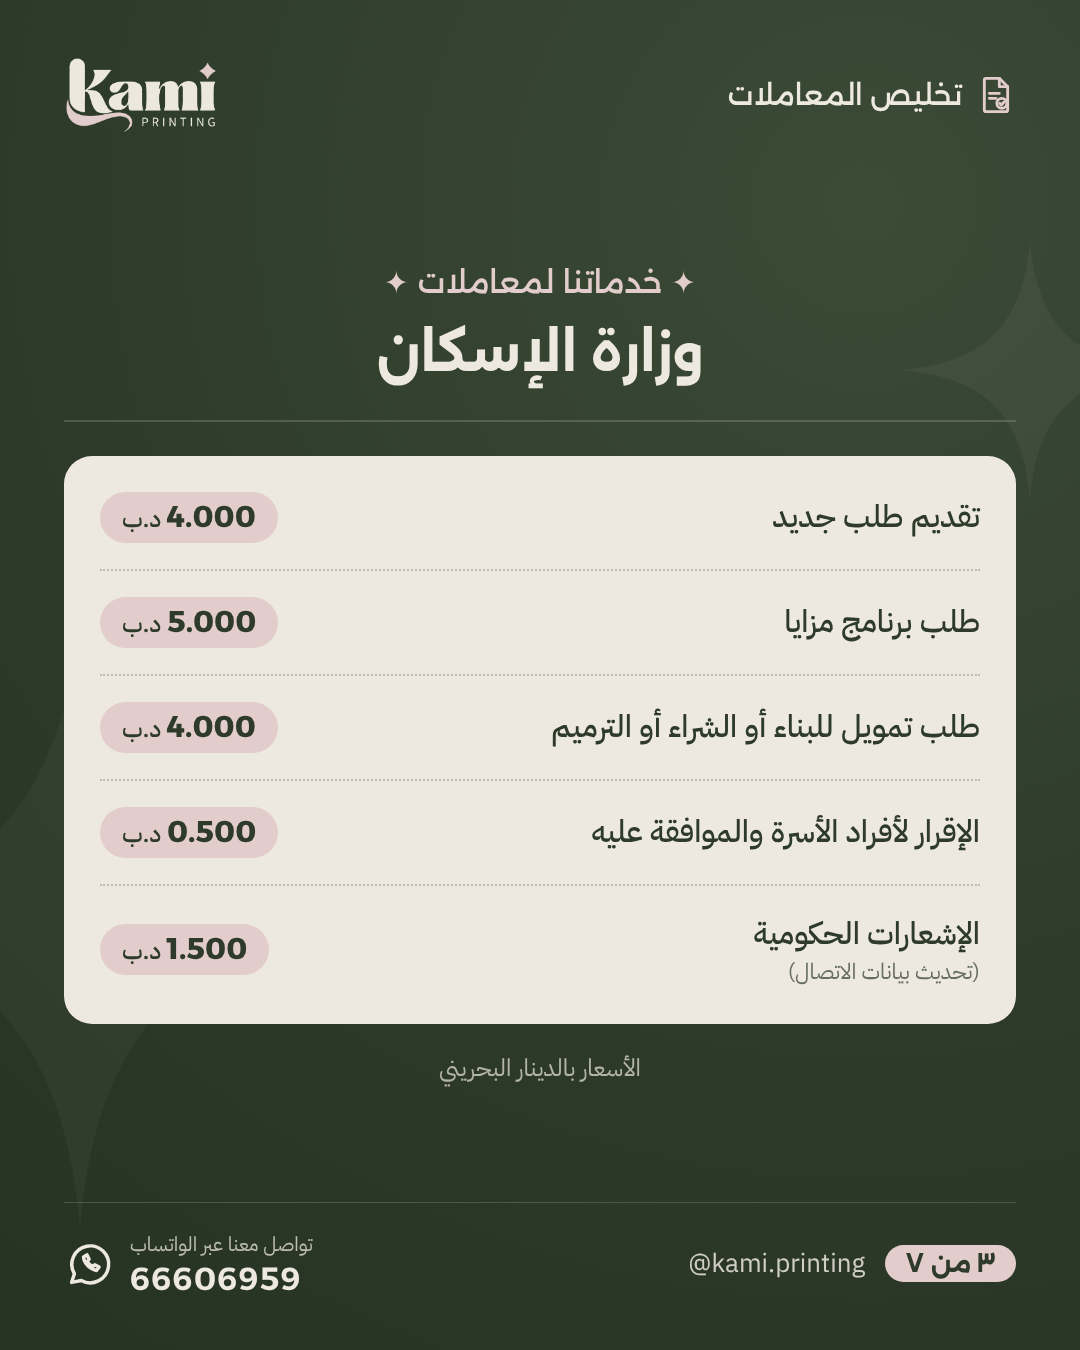 تخليص المعاملات
kami
PRINTING
✦ خدماتنا لمعاملات ✦
وزارة الإسكان
تقديم طلب جديد 4.000 د.ب
طلب برنامج مزايا 5.000 د.ب
طلب تمويل للبناء أو الشراء أو الترميم 4.000 د.ب
الإقرار لأفراد الأسرة والموافقة عليه 0.500 د.ب
الإشعارات الحكومية 1.500 د.ب
(تحديث بيانات الاتصال)
الأسعار بالدينار البحريني
٣ من ٧
@kami.printing
تواصل معنا عبر الواتساب
66606959